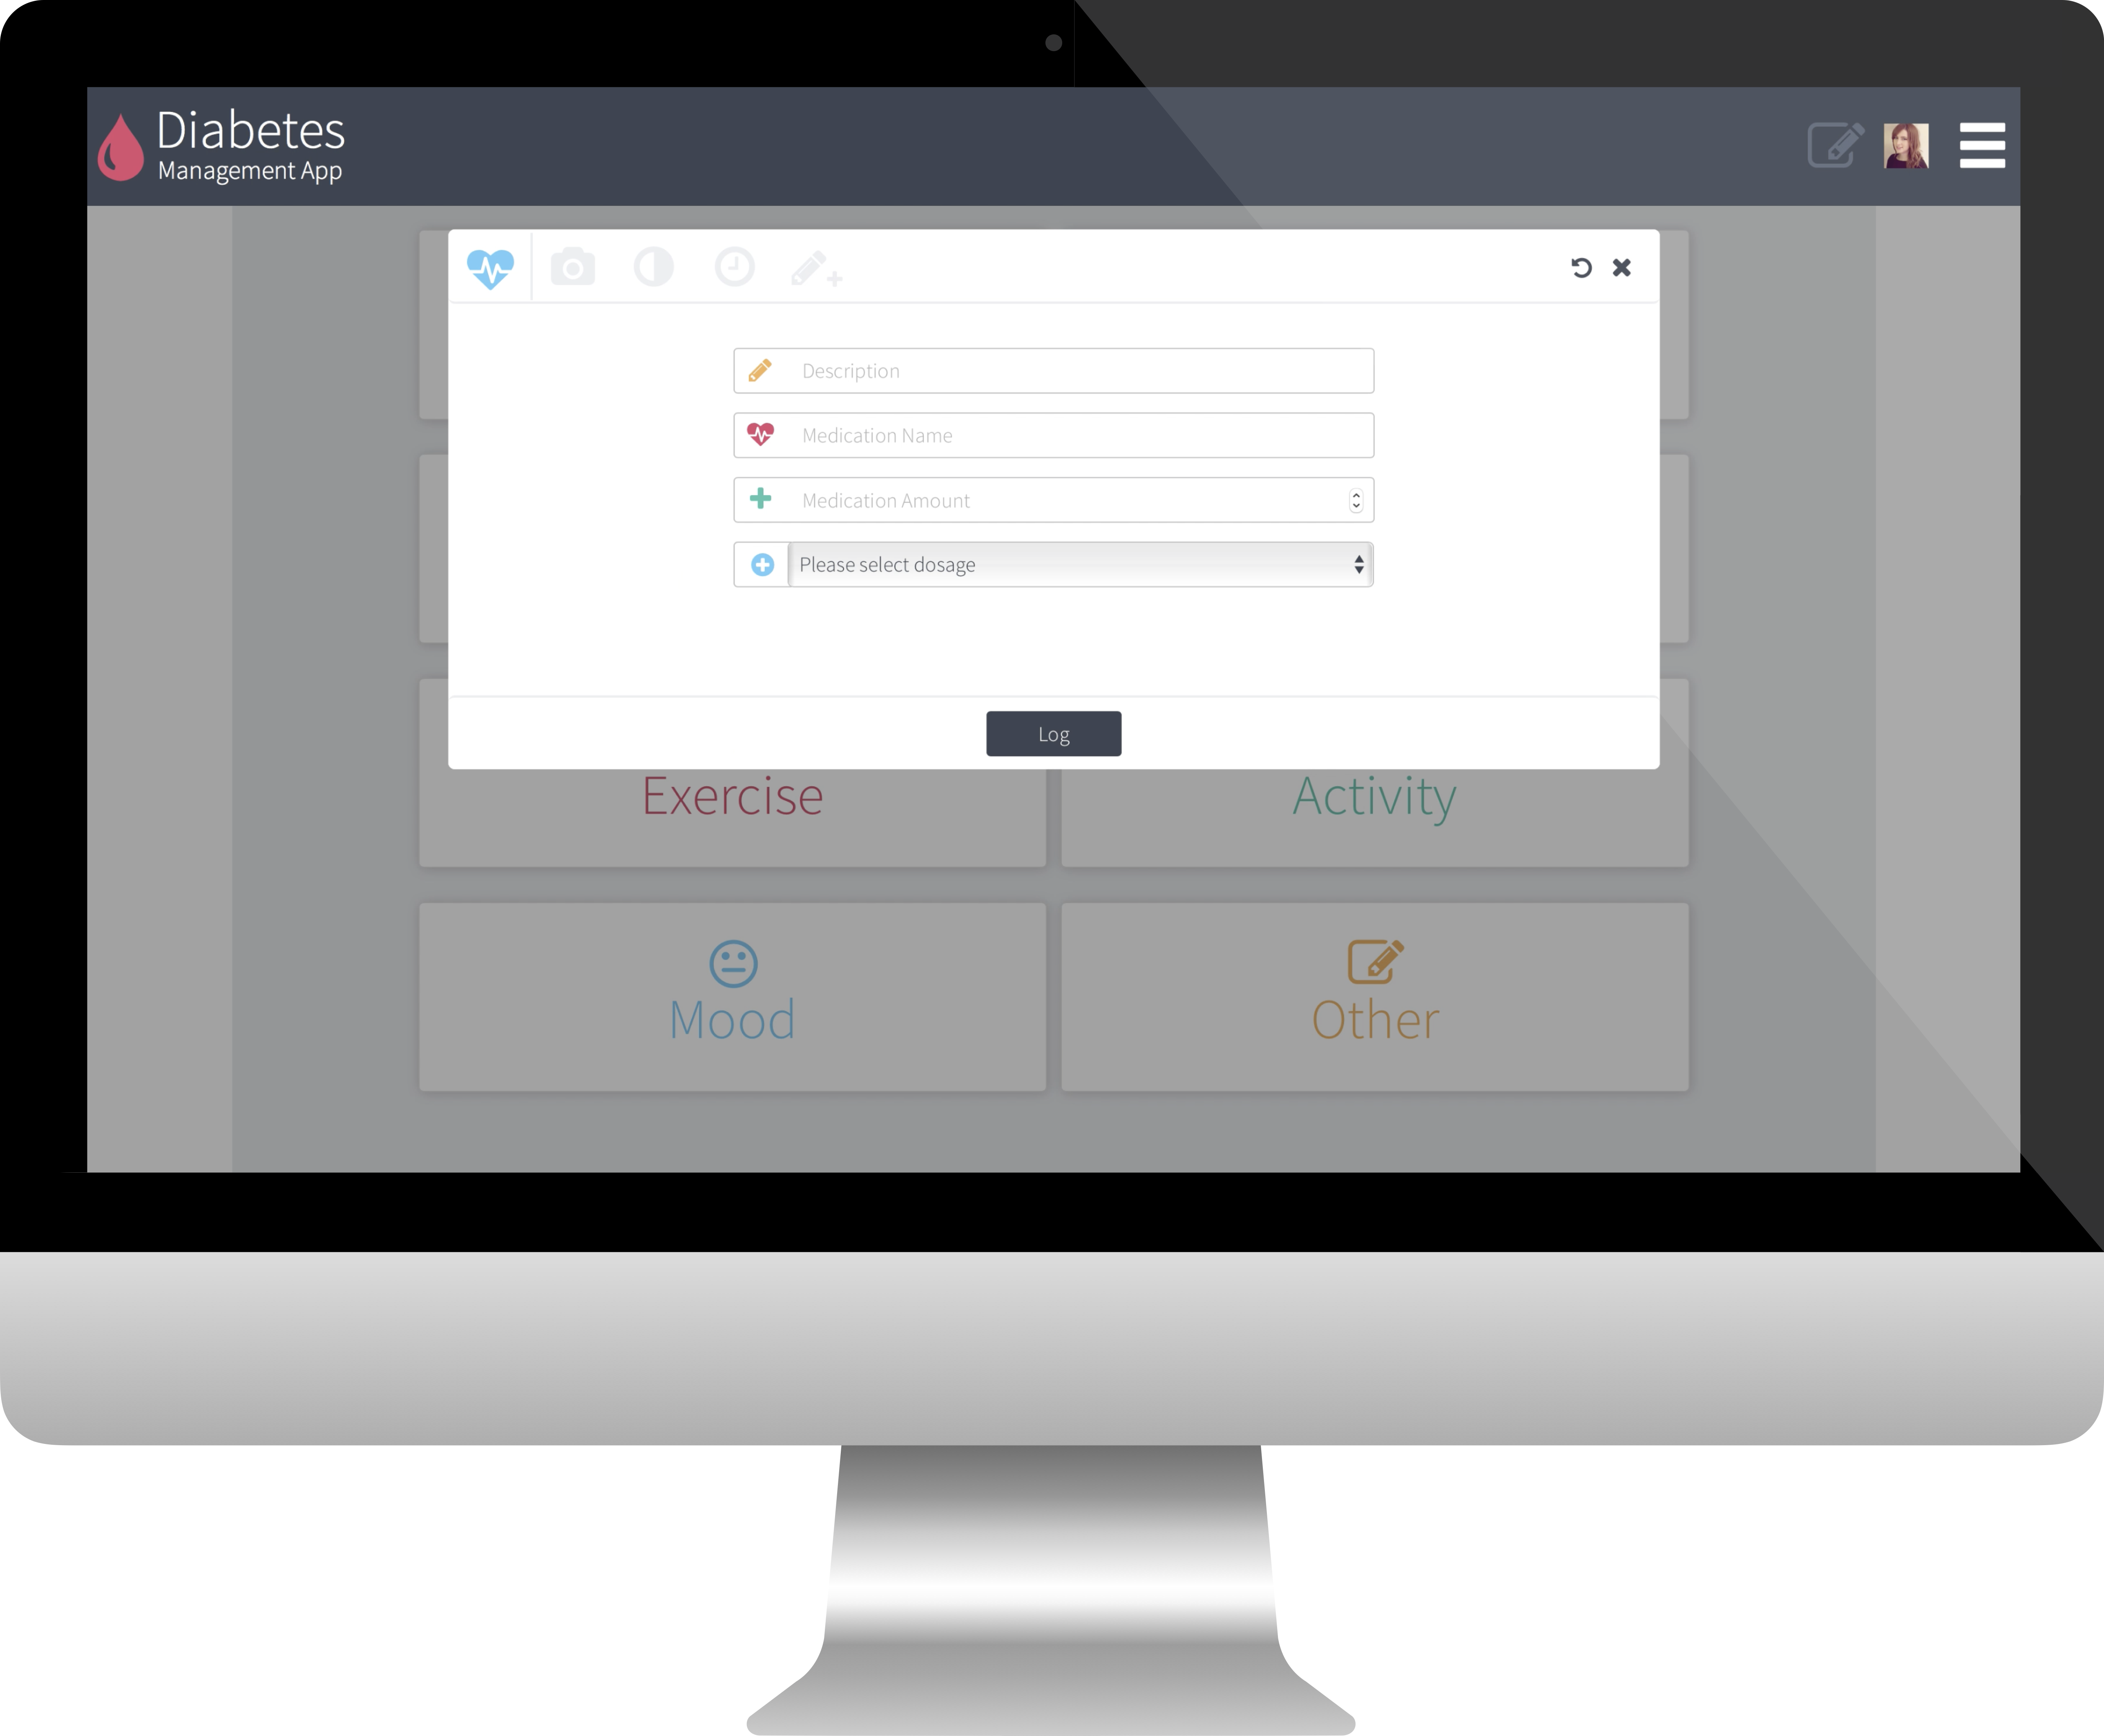 Diabetes
Management App
Description
Medication Name
Medication Amount
Please select dosage
Log
Exercise
Activity
Mood
Other